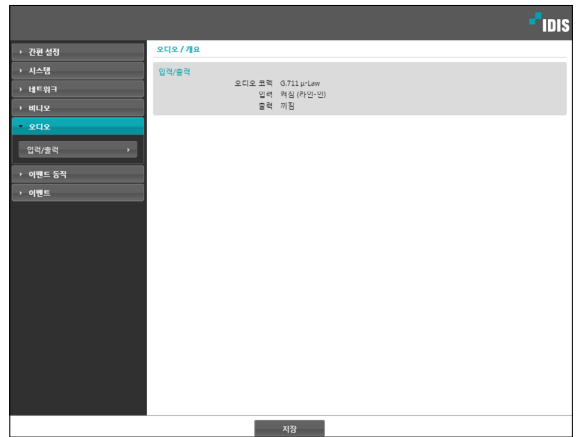 IDIS
간편 설정
시스템
네트워크
비디오
오디오
입력/출력
이벤트 동작
이벤트
오디오 / 개요
입력/출력
오디오 코덱 G.711 μ-Law
입력 켜짐 (라인-인)
출력 꺼짐
저장